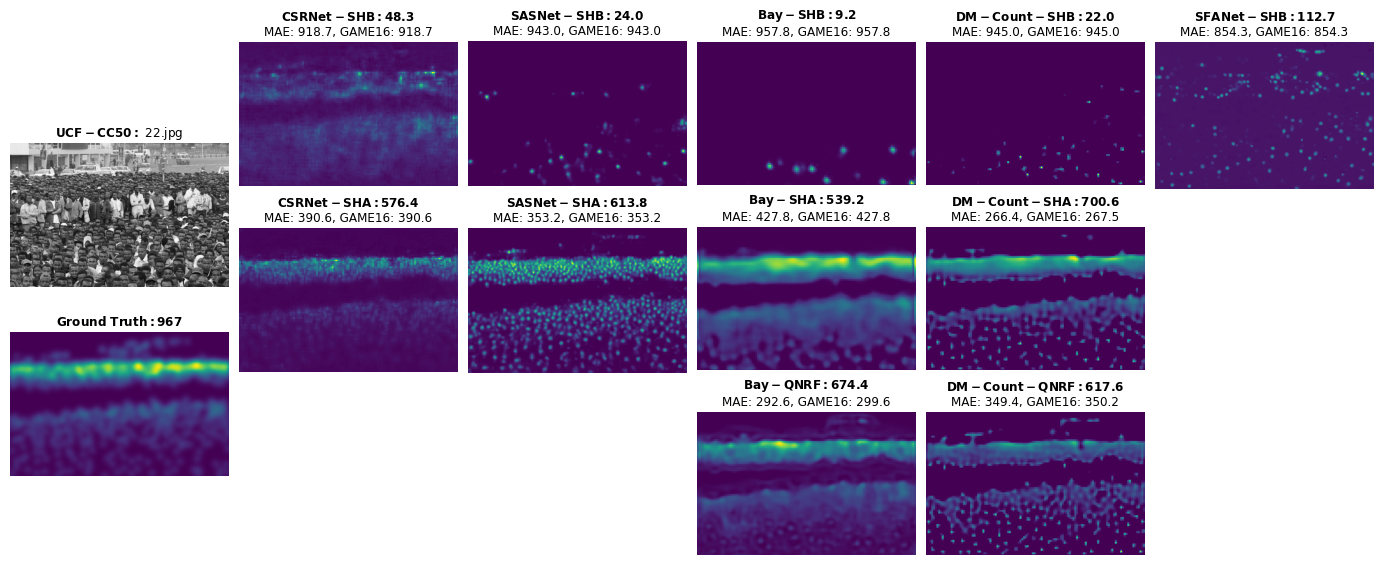 CSRNet−SHB: 48.3
MAE: 918.7, GAME16: 918.7
SASNet−SHB: 24.0
MAE: 943.0, GAME16: 943.0
Bay−SHB: 9.2
MAE: 957.8, GAME16: 957.8
DM−Count−SHB: 22.0
MAE: 945.0, GAME16: 945.0
SFANet−SHB: 112.7
MAE: 854.3, GAME16: 854.3
UCF−CC50: 22.jpg
CSRNet−SHA: 576.4
MAE: 390.6, GAME16: 390.6
SASNet−SHA: 613.8
MAE: 353.2, GAME16: 353.2
Bay−SHA: 539.2
MAE: 427.8, GAME16: 427.8
DM−Count−SHA: 700.6
MAE: 266.4, GAME16: 267.5
Ground Truth: 967
Bay−QNRF: 674.4
MAE: 292.6, GAME16: 299.6
DM−Count−QNRF: 617.6
MAE: 349.4, GAME16: 350.2